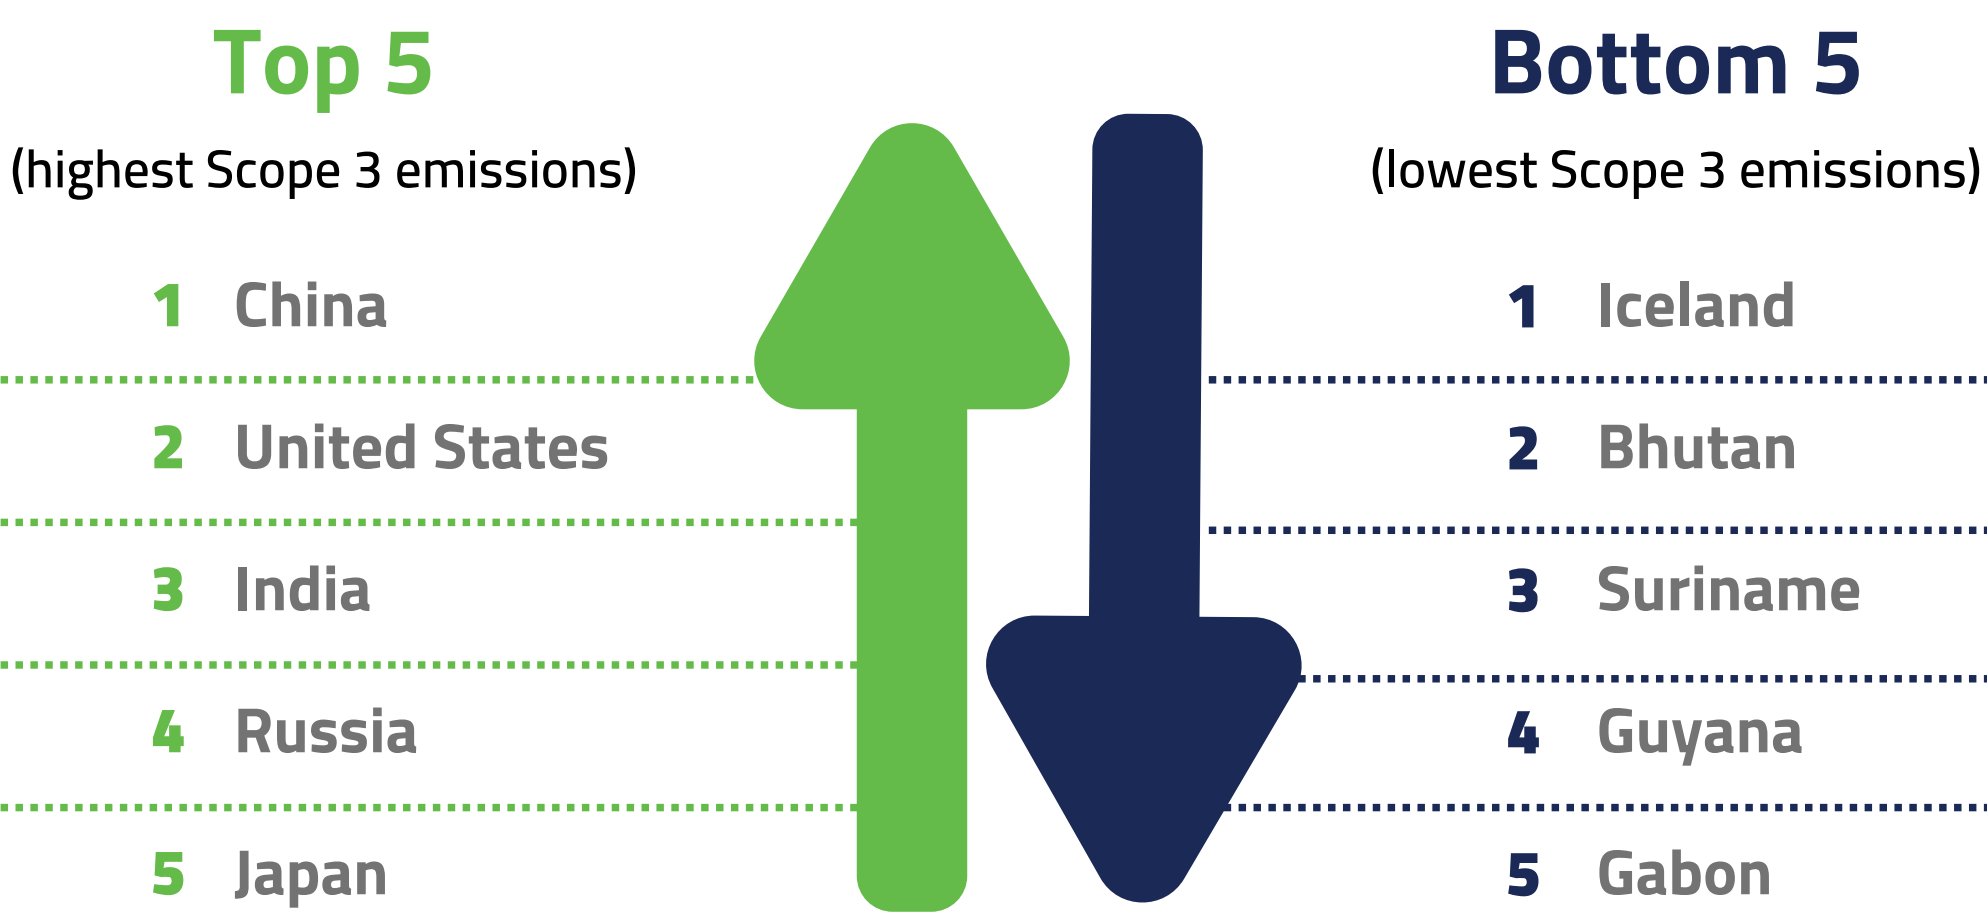 Top 5
(highest Scope 3 emissions)
1 China
2 United States
3 India
4 Russia
5 Japan
Bottom 5
(lowest Scope 3 emissions)
1 Iceland
2 Bhutan
3 Suriname
4 Guyana
5 Gabon